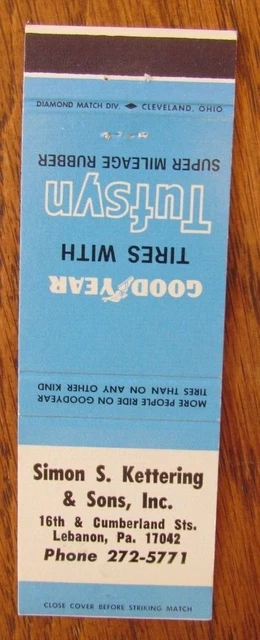 DIAMOND MATCH DIV. CLEVELAND, OHIO
GOODYEAR
TIRES WITH
Tufsyn
SUPER MILEAGE RUBBER
MORE PEOPLE RIDE ON GOODYEAR
TIRES THAN ON ANY OTHER KIND
Simon S. Kettering
& Sons, Inc.
16th & Cumberland Sts.
Lebanon, Pa. 17042
Phone 272-5771
CLOSE COVER BEFORE STRIKING MATCH